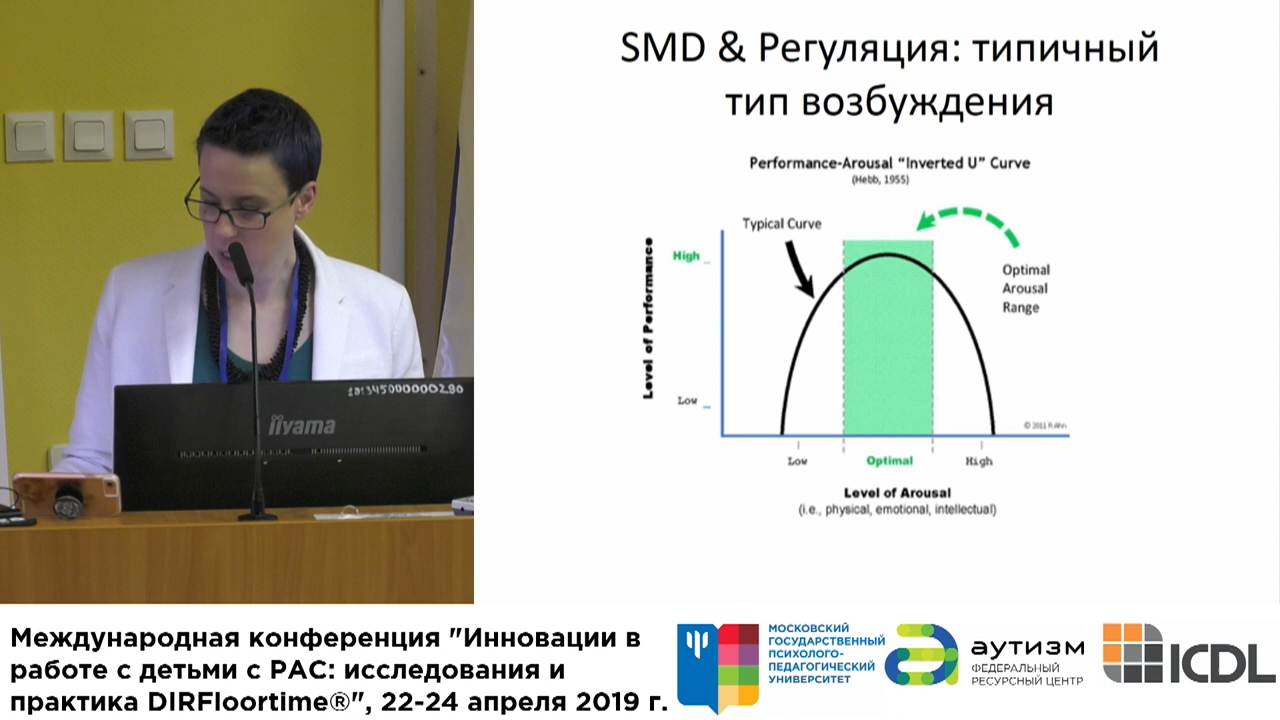 SMD & Регуляция: типичный
тип возбуждения
Performance-Arousal “Inverted U” Curve
(Hebb, 1955)
Typical Curve
Optimal
Arousal
Range
Level of Performance
High
Low
© 2011 R.Ahn
Low
Optimal
High
Level of Arousal
(i.e., physical, emotional, intellectual)
iiyama
Международная конференция "Инновации в
работе с детьми с РАС: исследования и
практика DIRFloortime®", 22-24 апреля 2019 г.
МОСКОВСКИЙ
ГОСУДАРСТВЕННЫЙ
ПСИХОЛОГО-
ПЕДАГОГИЧЕСКИЙ
УНИВЕРСИТЕТ
аутизм
ФЕДЕРАЛЬНЫЙ
РЕСУРСНЫЙ ЦЕНТР
ICDL